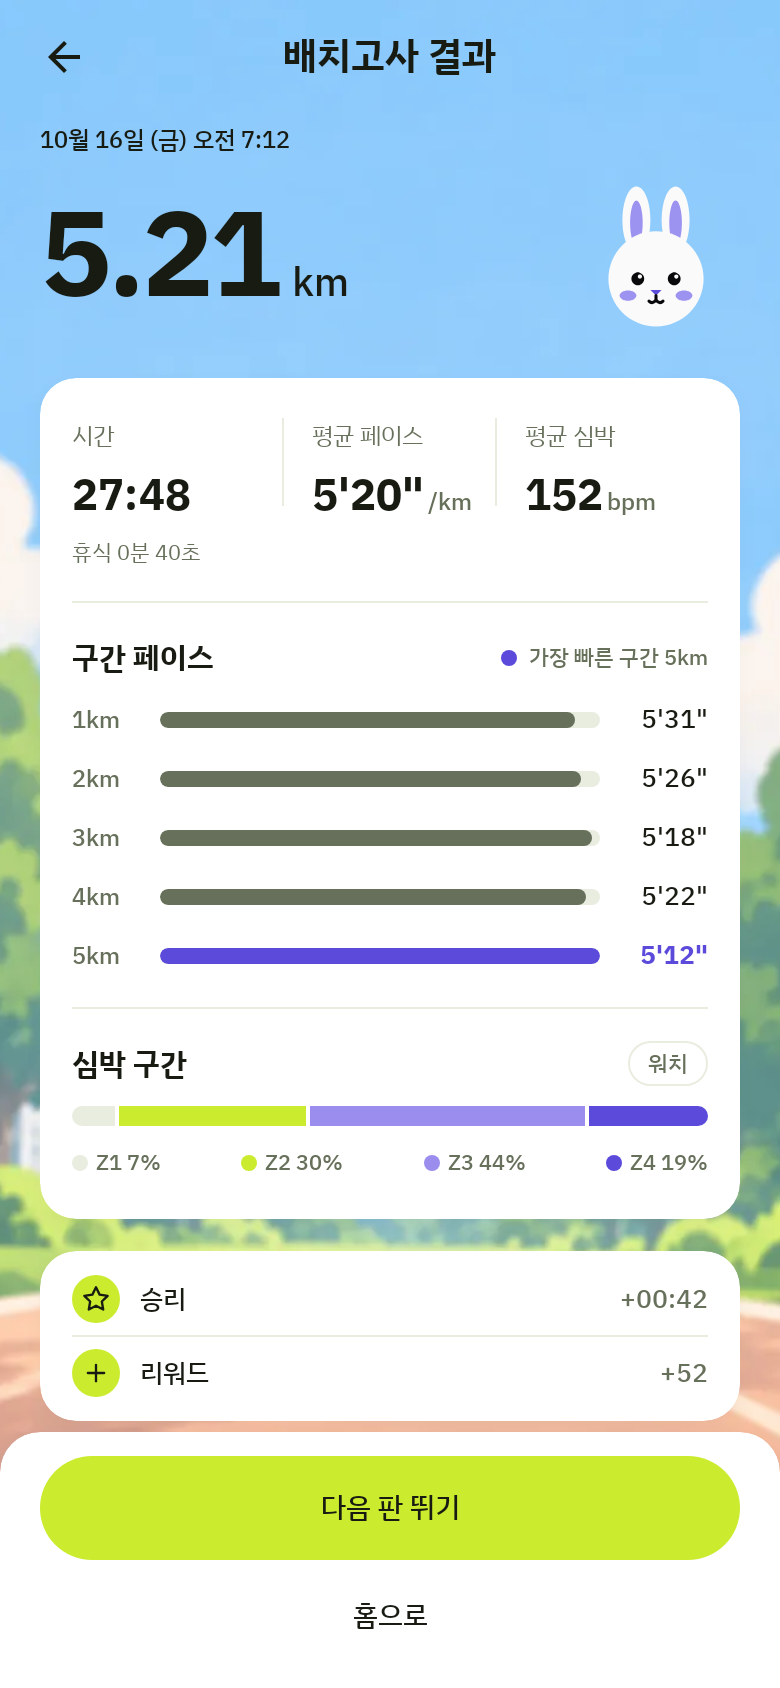 배치고사 결과
10월 16일 (금) 오전 7:12
5.21 km
시간
평균 페이스
평균 심박
27:48
5'20" /km
152 bpm
휴식 0분 40초
구간 페이스
가장 빠른 구간 5km
1km 5'31"
2km 5'26"
3km 5'18"
4km 5'22"
5km 5'12"
심박 구간
워치
Z1 7% Z2 30% Z3 44% Z4 19%
승리 +00:42
리워드 +52
다음 판 뛰기
홈으로